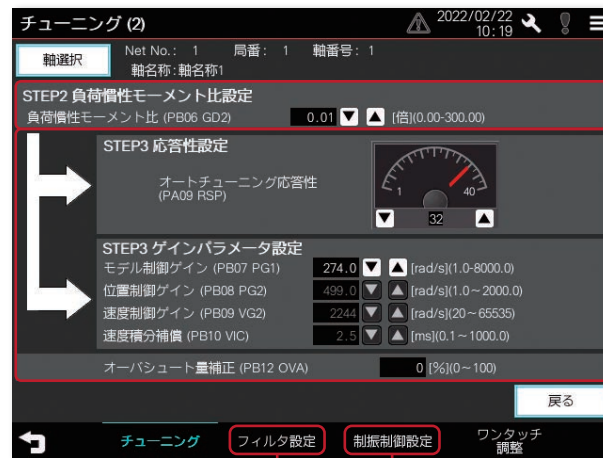 チューニング (2)
2022/02/22
10:19
軸選択
Net No.: 1 局番: 1 軸番号: 1
軸名称:軸名称1
STEP2 負荷慣性モーメント比設定
負荷慣性モーメント比 (PB06 GD2) 0.01 [倍](0.00-300.00)
STEP3 応答性設定
オートチューニング応答性
(PA09 RSP)
1 40
32
STEP3 ゲインパラメータ設定
モデル制御ゲイン (PB07 PG1) 274.0 [rad/s](1.0-8000.0)
位置制御ゲイン (PB08 PG2) 499.0 [rad/s](1.0~2000.0)
速度制御ゲイン (PB09 VG2) 2244 [rad/s](20~65535)
速度積分補償 (PB10 VIC) 2.5 [ms](0.1~1000.0)
オーバシュート量補正 (PB12 OVA) 0 [%](0~100)
戻る
チューニング フィルタ設定 制振制御設定 ワンタッチ
調整